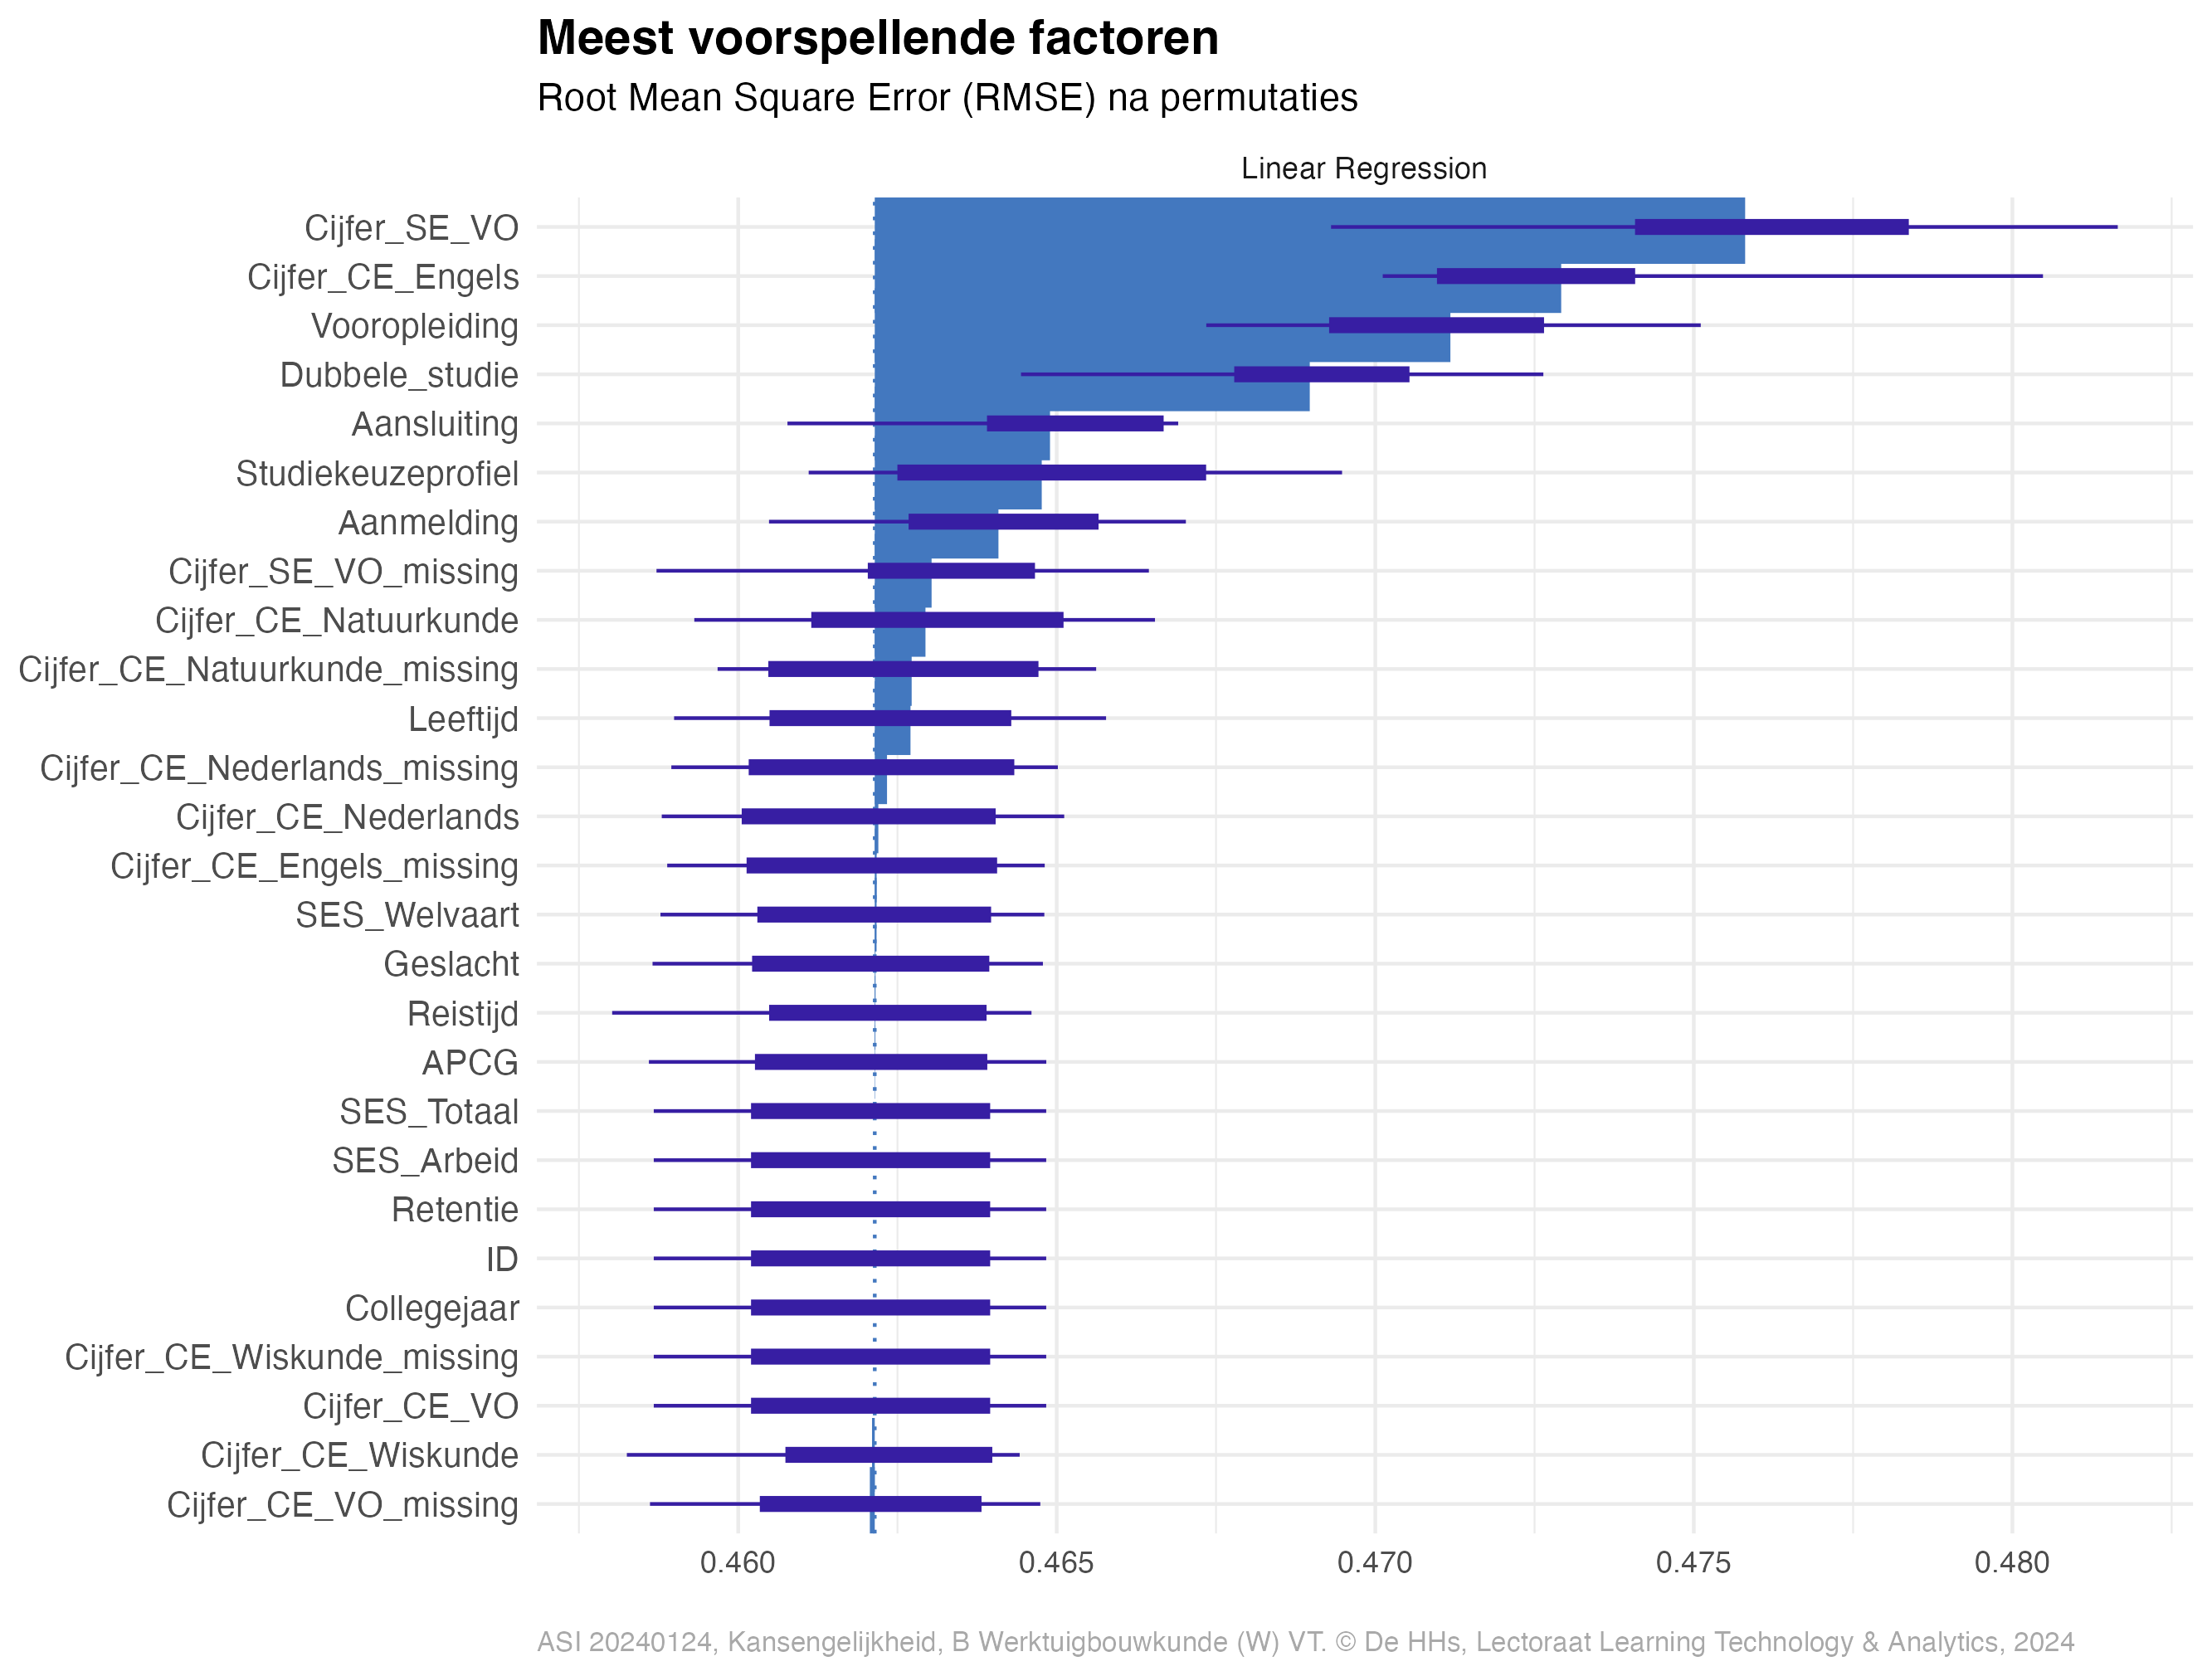 Meest voorspellende factoren
Root Mean Square Error (RMSE) na permutaties
Linear Regression
Cijfer_SE_VO
Cijfer_CE_Engels
Vooropleiding
Dubbele_studie
Aansluiting
Studiekeuzeprofiel
Aanmelding
Cijfer_SE_VO_missing
Cijfer_CE_Natuurkunde
Cijfer_CE_Natuurkunde_missing
Leeftijd
Cijfer_CE_Nederlands_missing
Cijfer_CE_Nederlands
Cijfer_CE_Engels_missing
SES_Welvaart
Geslacht
Reistijd
APCG
SES_Totaal
SES_Arbeid
Retentie
ID
Collegejaar
Cijfer_CE_Wiskunde_missing
Cijfer_CE_VO
Cijfer_CE_Wiskunde
Cijfer_CE_VO_missing
0.460 0.465 0.470 0.475 0.480
ASI 20240124, Kansengelijkheid, B Werktuigbouwkunde (W) VT. © De HHs, Lectoraat Learning Technology & Analytics, 2024